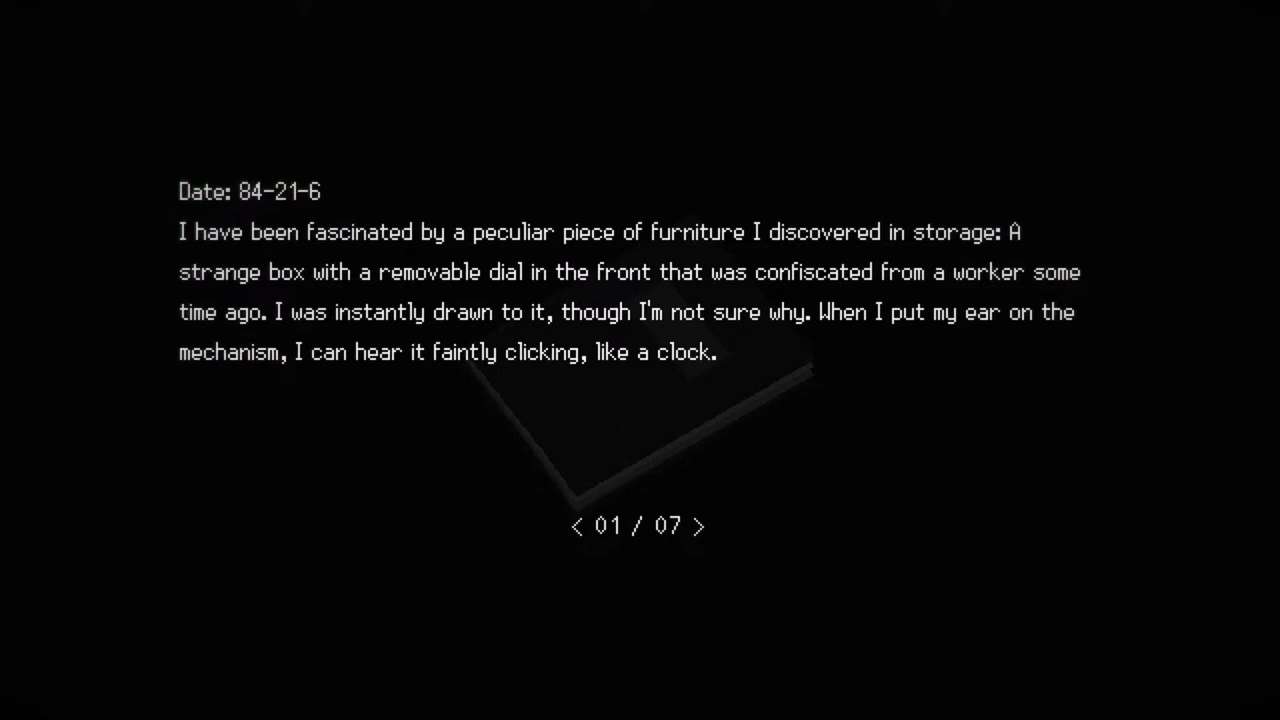 Date: 84-21-6
I have been fascinated by a peculiar piece of furniture I discovered in storage: A
strange box with a removable dial in the front that was confiscated from a worker some
time ago. I was instantly drawn to it, though I'm not sure why. When I put my ear on the
mechanism, I can hear it faintly clicking, like a clock.
< 01 / 07 >